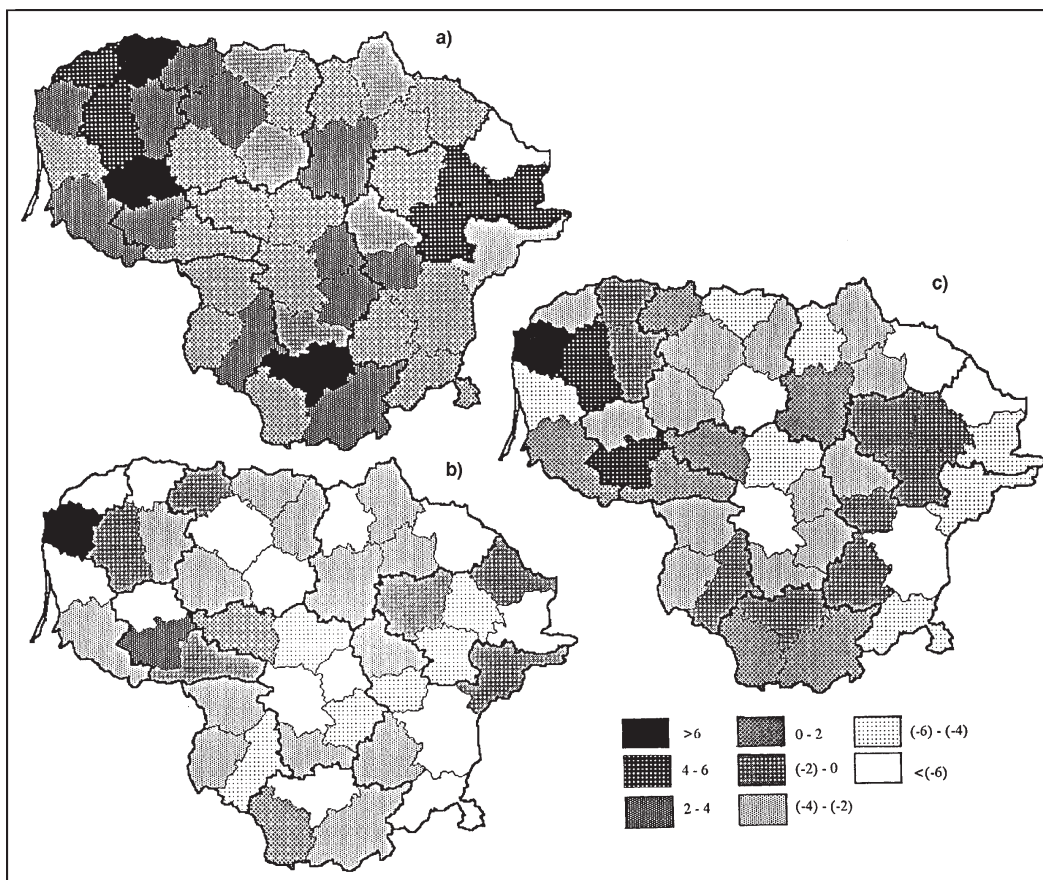 a)
c)
b)
>6 0 - 2 (-6) - (-4)
4 - 6 (-2) - 0 <(-6)
2 - 4 (-4) - (-2)